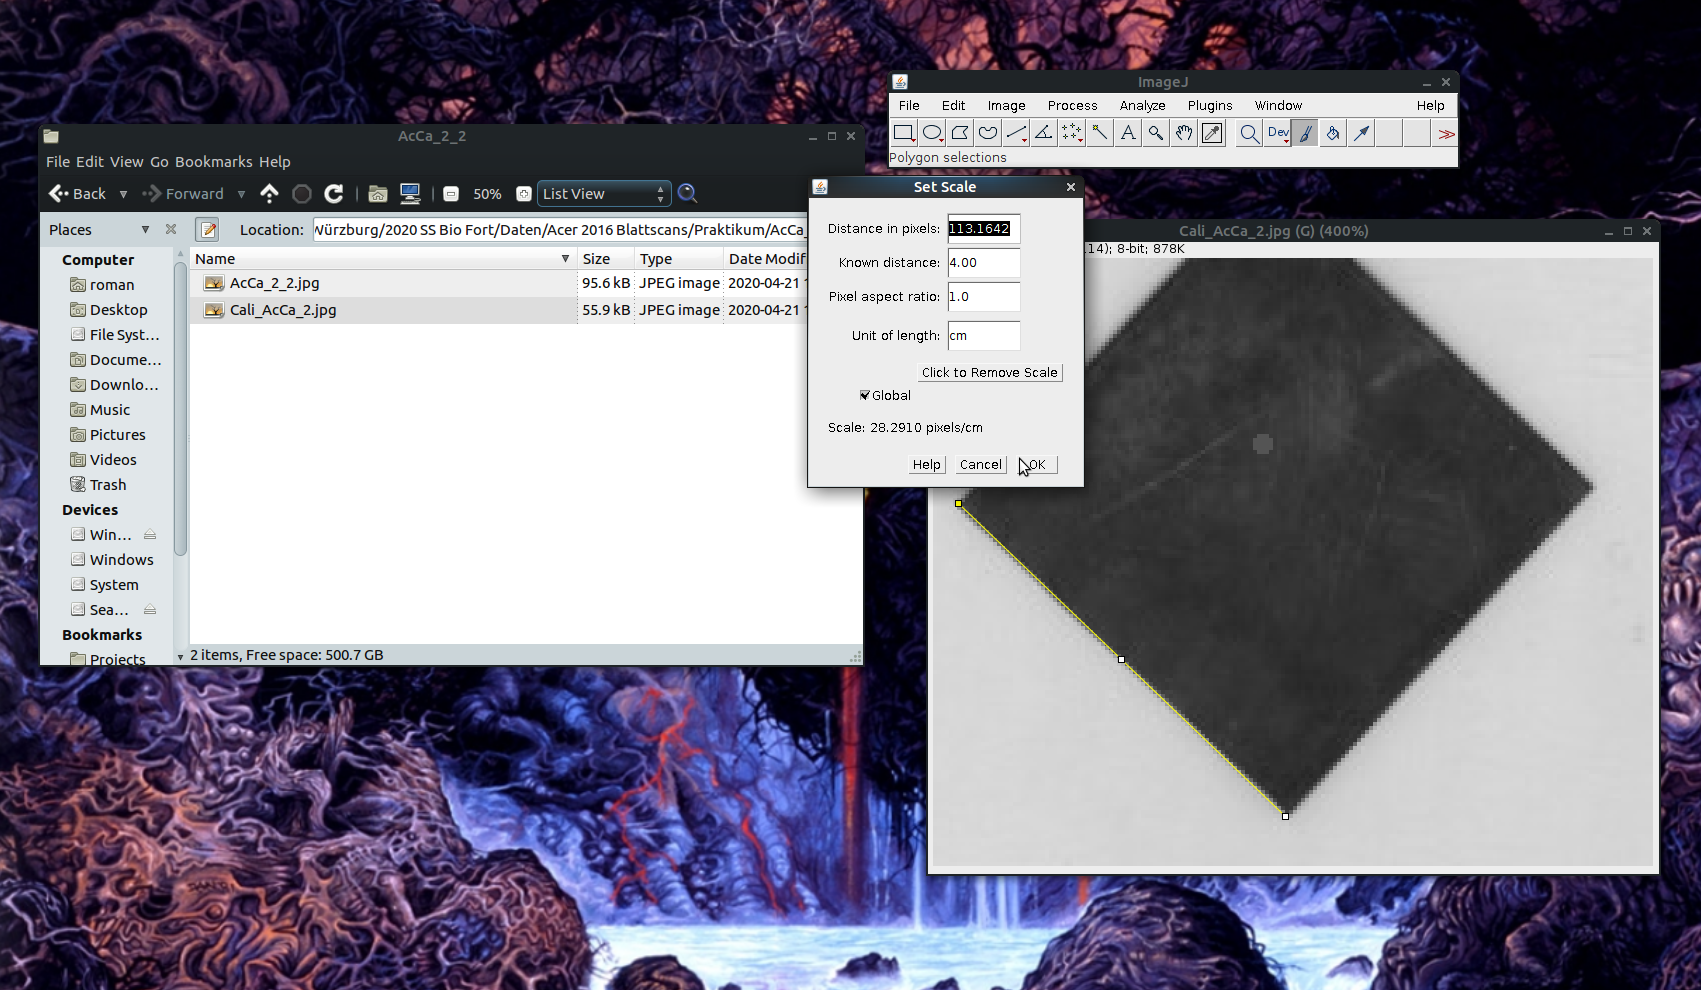 ImageJ
File Edit Image Process Analyze Plugins Window Help
Dev
Polygon selections
AcCa_2_2
File Edit View Go Bookmarks Help
Back Forward 50% List View
Places Location: Würzburg/2020 SS Bio Fort/Daten/Acer 2016 Blattscans/Praktikum/AcCa_
Computer
roman
Desktop
File Syst...
Docume...
Downlo...
Music
Pictures
Videos
Trash
Devices
Win...
Windows
System
Sea...
Bookmarks
Projects
Name Size Type Date Modif
AcCa_2_2.jpg 95.6 kB JPEG image 2020-04-21 1
Cali_AcCa_2.jpg 55.9 kB JPEG image 2020-04-21 1
2 items, Free space: 500.7 GB
Set Scale
Distance in pixels: 113.1642
Known distance: 4.00
Pixel aspect ratio: 1.0
Unit of length: cm
Click to Remove Scale
Global
Scale: 28.2910 pixels/cm
Help Cancel OK
Cali_AcCa_2.jpg (G) (400%)
14); 8-bit; 878K